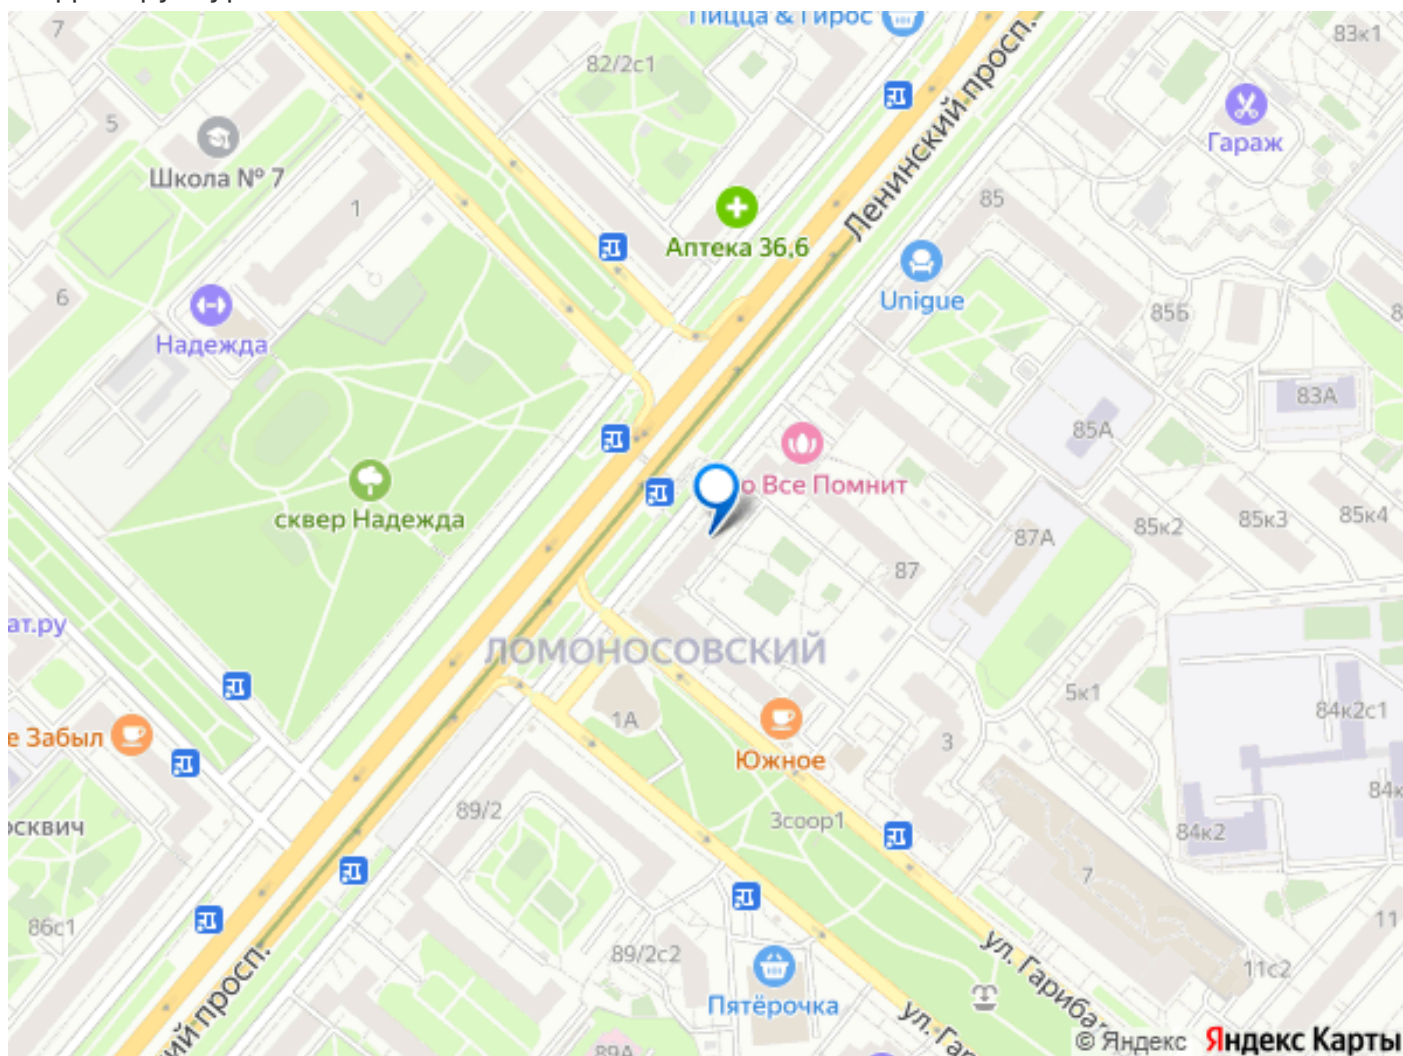 Пицца & Гирос
7
82/2с1
83к1
Ленинский просп.
5
Гараж
Школа № 7
1
85
Аптека 36,6
6
Unigue
85Б
Надежда
83А
85А
о Все Помнит
сквер Надежда
85к2
85к3
85к4
87А
87
ат.ру
ЛОМОНОСОВСКИЙ
5к1
1А
84к2с1
е Забыл
Южное
3
89/2
3соор1
84к
осквич
84к2
7
86с1
11
89/2с2
ул. Гариба
11с2
ий просп.
Пятёрочка
ул. Га
89А
© Яндекс
Яндекс Карты